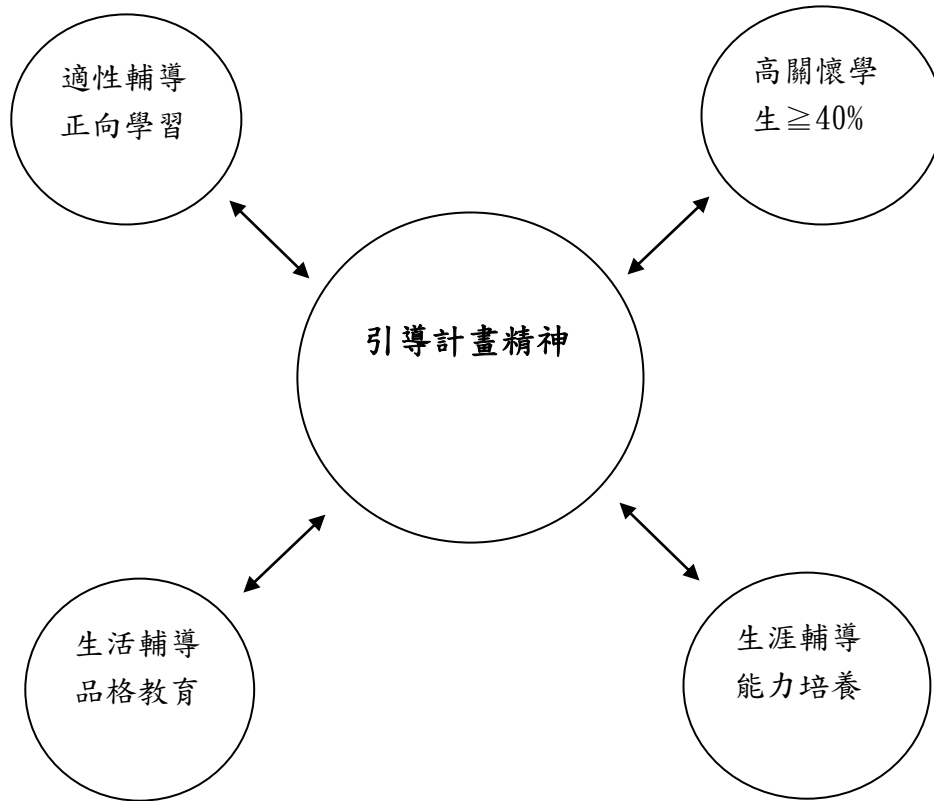 適性輔導
正向學習
高關懷學
生≧40%
引導計畫精神
生活輔導
品格教育
生涯輔導
能力培養